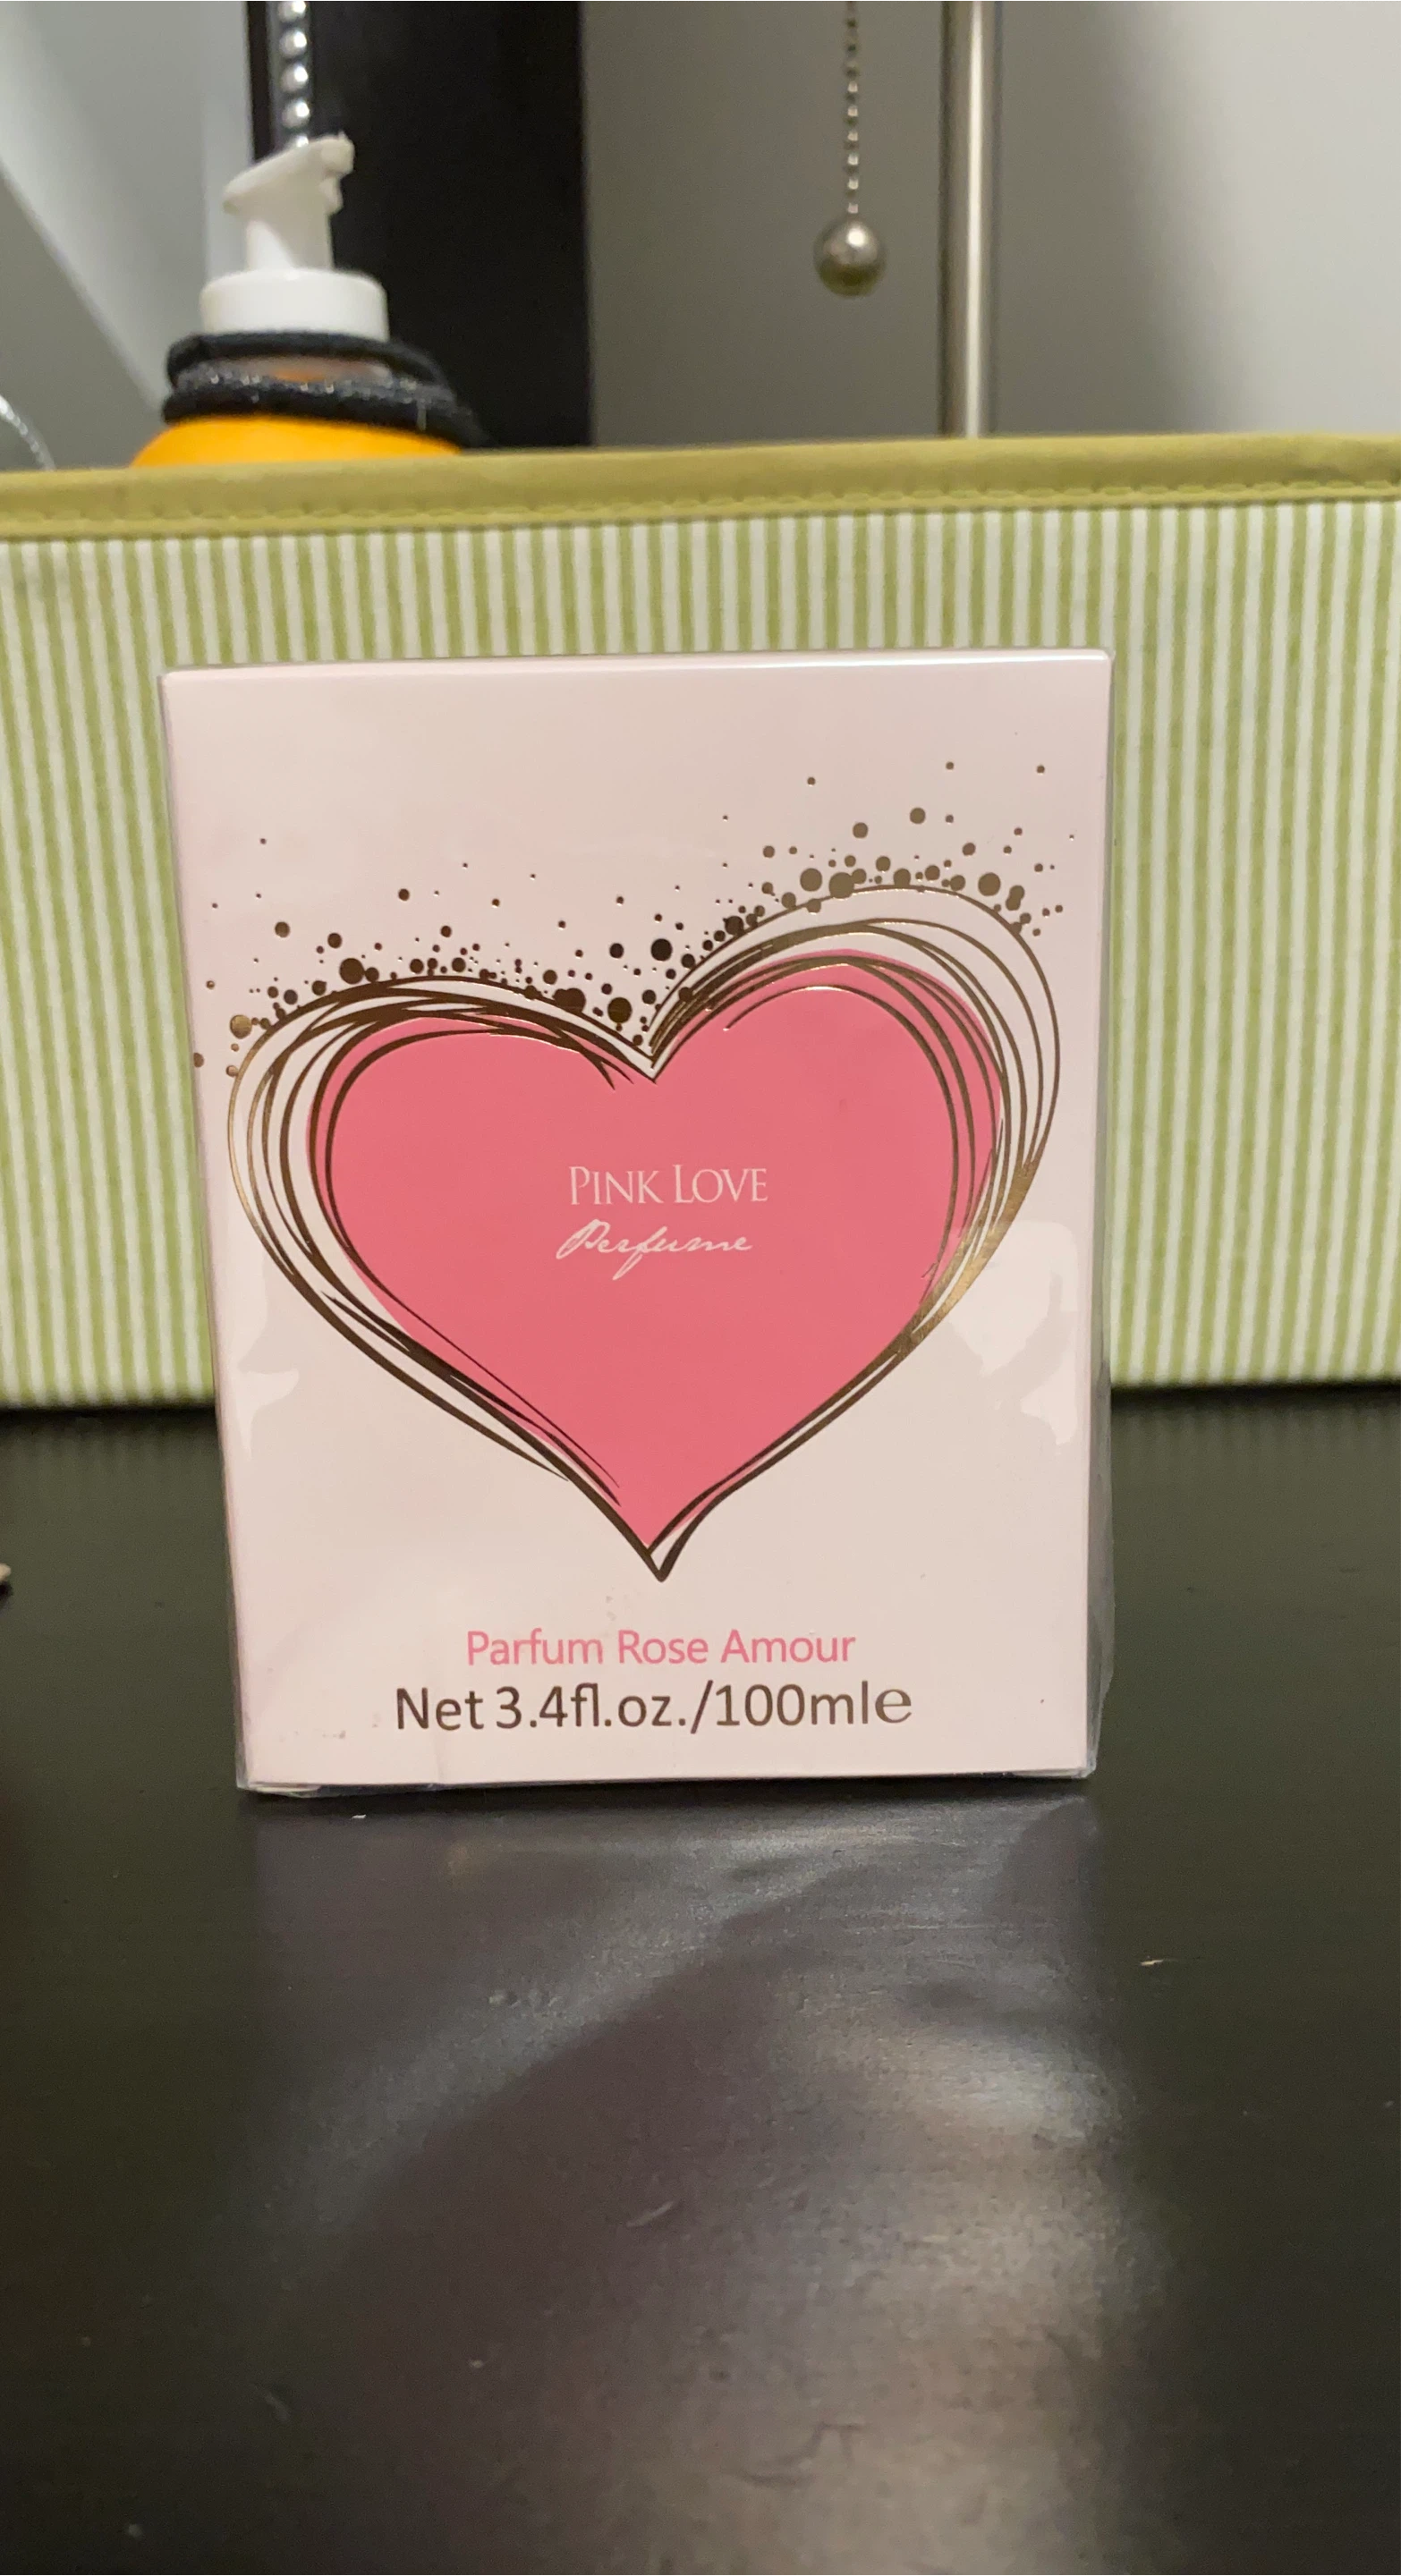 PINK LOVE
Perfume
Parfum Rose Amour
Net 3.4fl.oz./100ml℮